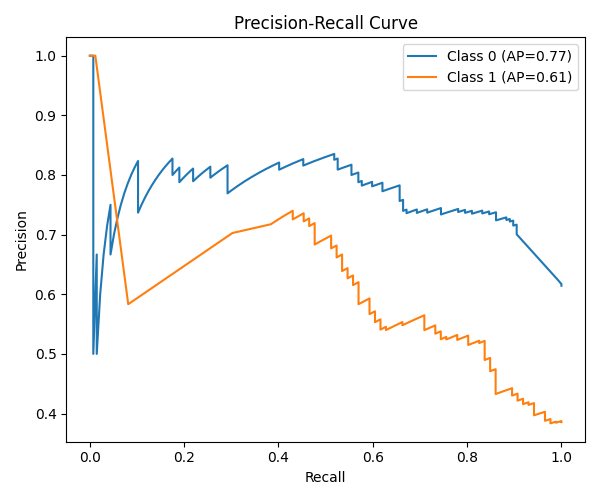 Precision-Recall Curve
Class 0 (AP=0.77)
Class 1 (AP=0.61)
Precision
1.0
0.9
0.8
0.7
0.6
0.5
0.4
0.0 0.2 0.4 0.6 0.8 1.0
Recall